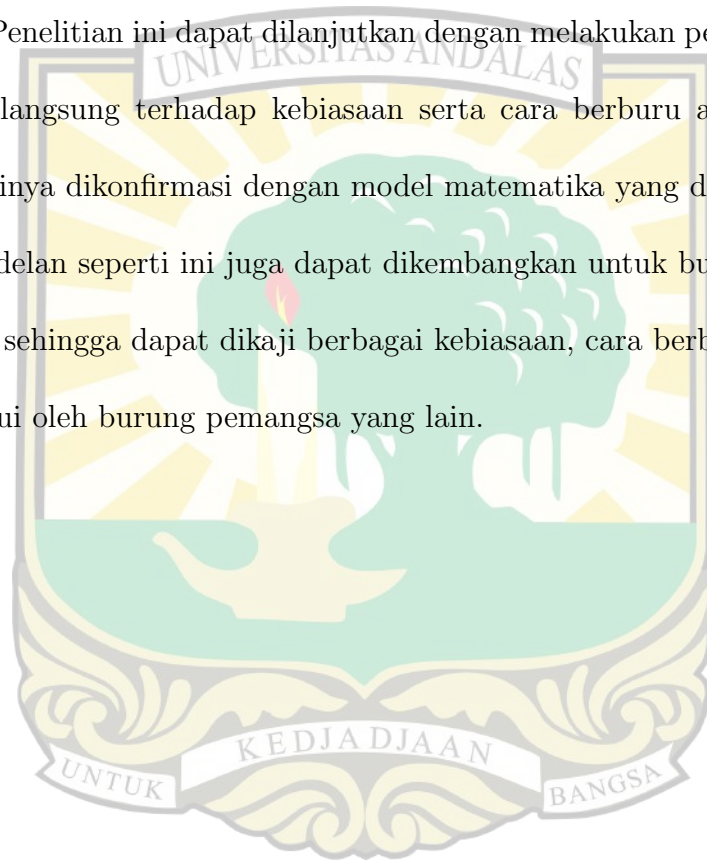 Penelitian ini dapat dilanjutkan dengan melakukan pe
UNIVERSITAS ANDALAS
langsung terhadap kebiasaan serta cara berburu a
inya dikonfirmasi dengan model matematika yang d
delan seperti ini juga dapat dikembangkan untuk bu
sehingga dapat dikaji berbagai kebiasaan, cara berb
ui oleh burung pemangsa yang lain.
UNTUK
KEDJADJAAN
BANGSA